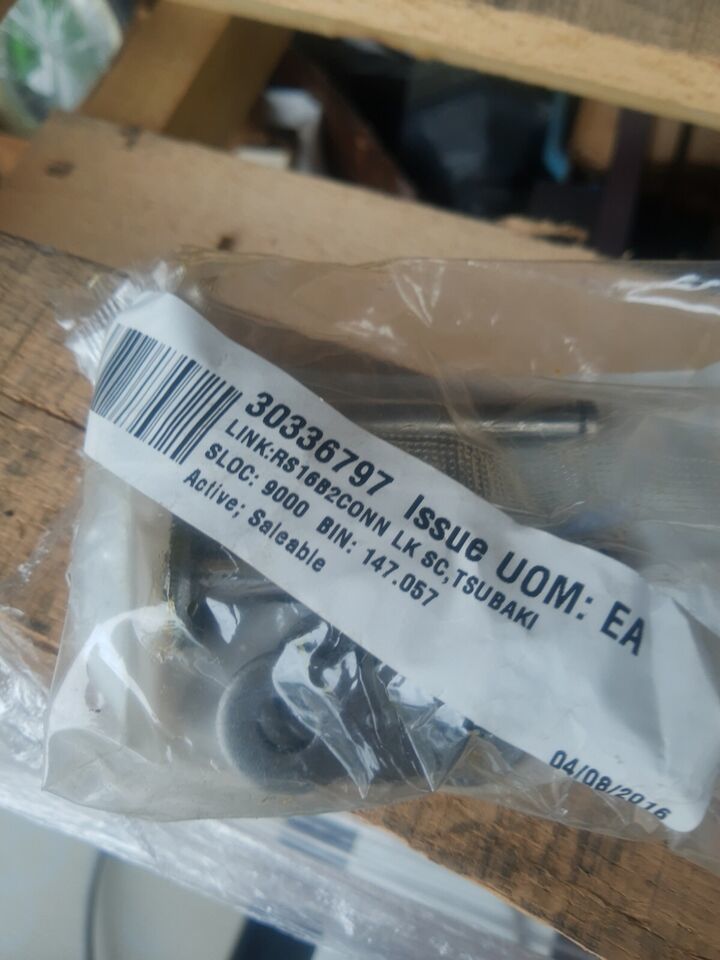 30336797 Issue UOM: EA
LINK:RS16B2CONN LK SC,TSUBAKI
SLOC: 9000 BIN: 147.057
Active; Saleable
04/08/2016